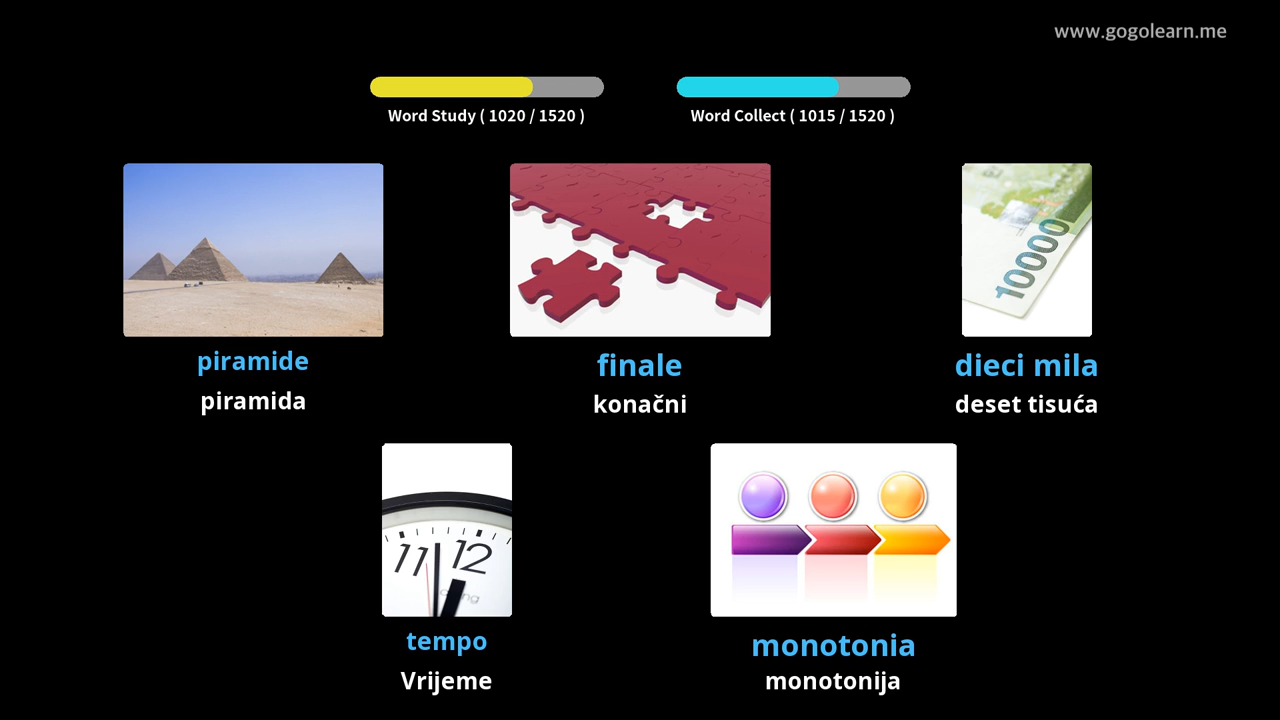 www.gogolearn.me
Word Study ( 1020 / 1520 )
Word Collect ( 1015 / 1520 )
10000
piramide
piramida
finale
konačni
dieci mila
deset tisuća
11 12
tempo
Vrijeme
monotonia
monotonija